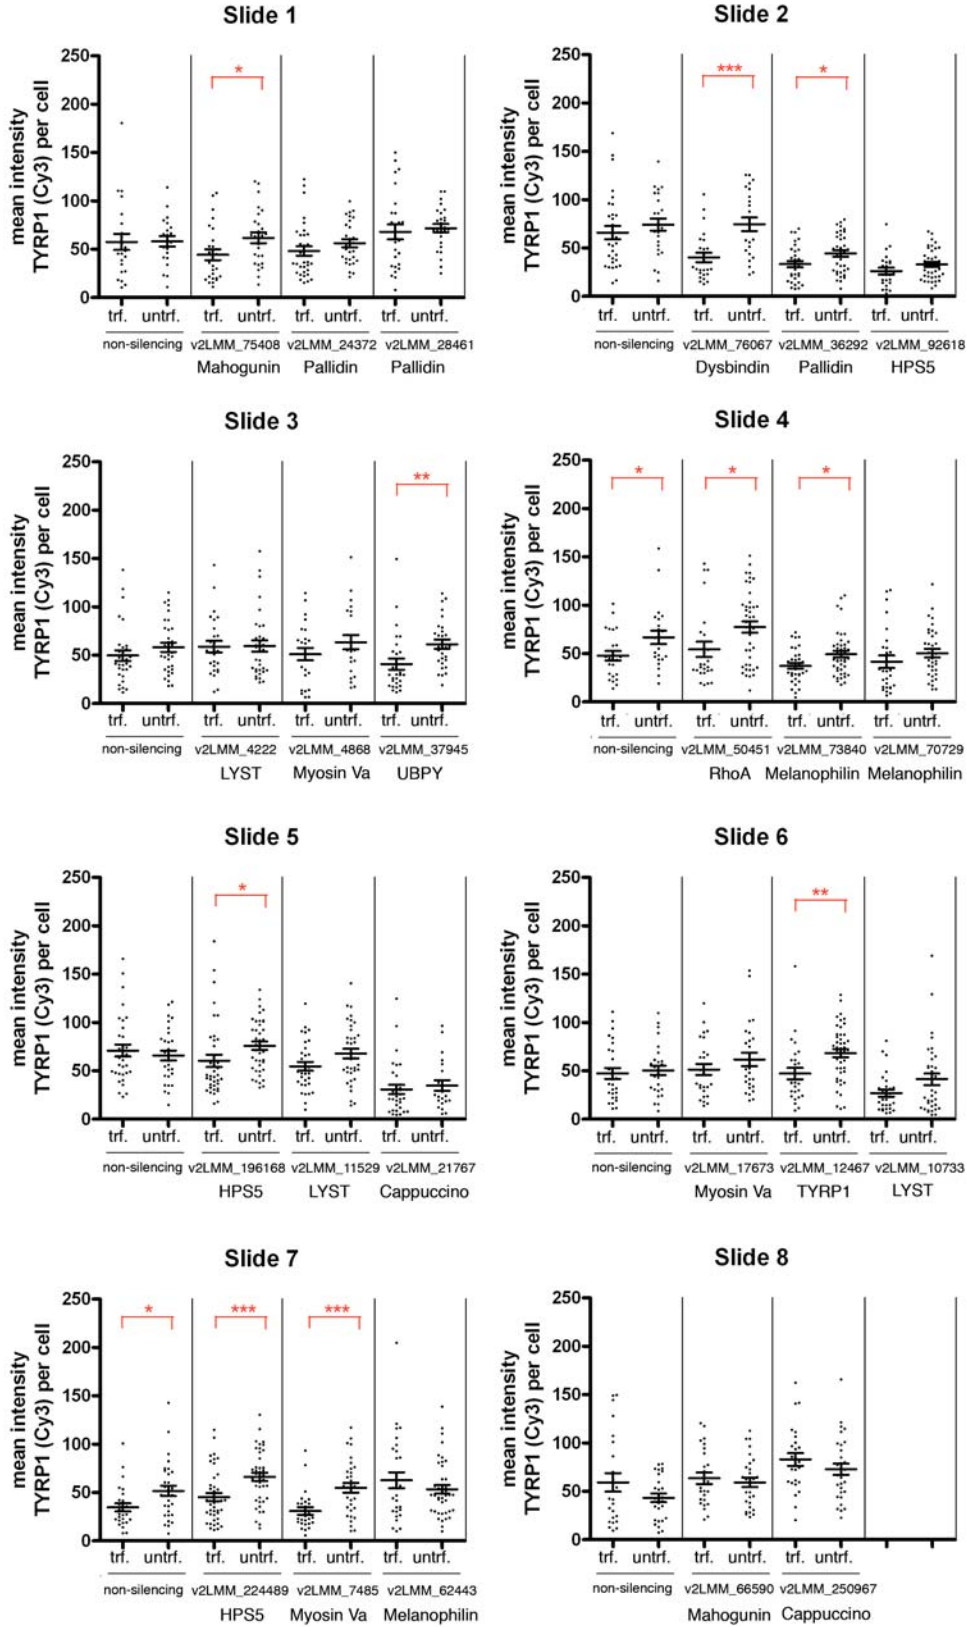 Slide 1
mean intensity
TYRP1 (Cy3) per cell
250
200
150
100
50
0
*
trf. untrf. trf. untrf. trf. untrf. trf. untrf.
non-silencing v2LMM_75408 v2LMM_24372 v2LMM_28461
Mahogunin Pallidin Pallidin
Slide 2
mean intensity
TYRP1 (Cy3) per cell
250
200
150
100
50
0
*** *
trf. untrf. trf. untrf. trf. untrf. trf. untrf.
non-silencing v2LMM_76067 v2LMM_36292 v2LMM_92618
Dysbindin Pallidin HPS5
Slide 3
mean intensity
TYRP1 (Cy3) per cell
250
200
150
100
50
0
**
trf. untrf. trf. untrf. trf. untrf. trf. untrf.
non-silencing v2LMM_4222 v2LMM_4868 v2LMM_37945
LYST Myosin Va UBPY
Slide 4
mean intensity
TYRP1 (Cy3) per cell
250
200
150
100
50
0
* * *
trf. untrf. trf. untrf. trf. untrf. trf. untrf.
non-silencing v2LMM_50451 v2LMM_73840 v2LMM_70729
RhoA Melanophilin Melanophilin
Slide 5
mean intensity
TYRP1 (Cy3) per cell
250
200
150
100
50
0
*
trf. untrf. trf. untrf. trf. untrf. trf. untrf.
non-silencing v2LMM_196168 v2LMM_11529 v2LMM_21767
HPS5 LYST Cappuccino
Slide 6
mean intensity
TYRP1 (Cy3) per cell
250
200
150
100
50
0
**
trf. untrf. trf. untrf. trf. untrf. trf. untrf.
non-silencing v2LMM_17673 v2LMM_12467 v2LMM_10733
Myosin Va TYRP1 LYST
Slide 7
mean intensity
TYRP1 (Cy3) per cell
250
200
150
100
50
0
* *** ***
trf. untrf. trf. untrf. trf. untrf. trf. untrf.
non-silencing v2LMM_224489 v2LMM_7485 v2LMM_62443
HPS5 Myosin Va Melanophilin
Slide 8
mean intensity
TYRP1 (Cy3) per cell
250
200
150
100
50
0
trf. untrf. trf. untrf. trf. untrf.
non-silencing v2LMM_66590 v2LMM_250967
Mahogunin Cappuccino